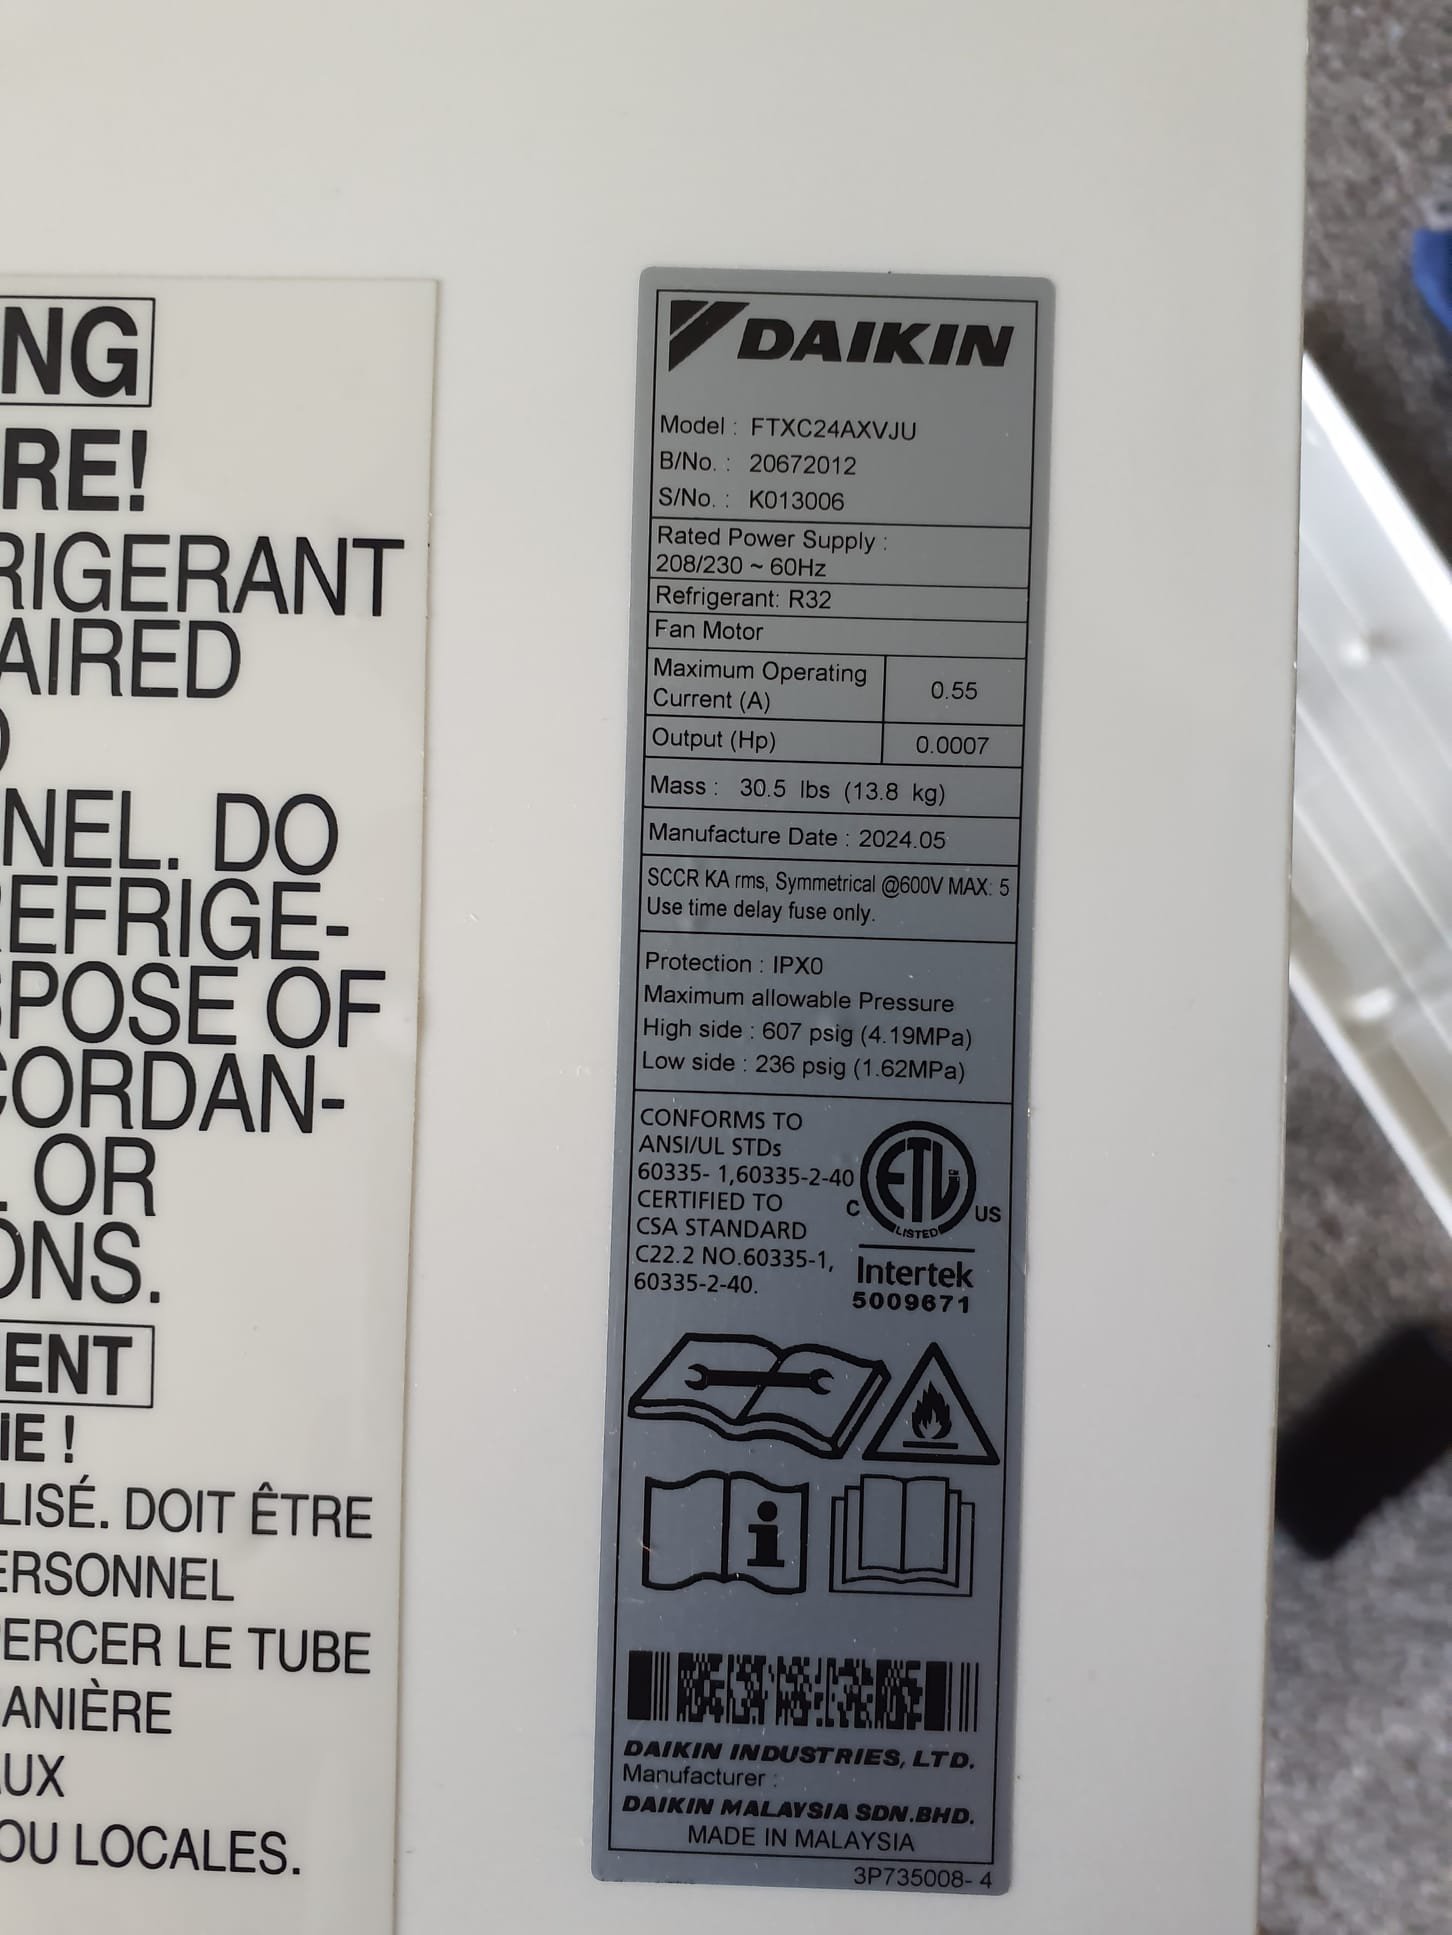 NG
RE!
RIGERANT
AIRED
NEL. DO
REFRIGE-
SPOSE OF
CORDAN-
OR
ONS.
ENT
IE !
LISÉ. DOIT ÊTRE
ERSONNEL
PERCER LE TUBE
ANIÈRE
AUX
OU LOCALES.
DAIKIN
Model : FTXC24AXVJU
B/No. : 20672012
S/No. : K013006
Rated Power Supply :
208/230 ~ 60Hz
Refrigerant: R32
Fan Motor
Maximum Operating
Current (A) 0.55
Output (Hp) 0.0007
Mass : 30.5 lbs (13.8 kg)
Manufacture Date : 2024.05
SCCR KA rms, Symmetrical @600V MAX: 5
Use time delay fuse only.
Protection : IPX0
Maximum allowable Pressure
High side : 607 psig (4.19MPa)
Low side : 236 psig (1.62MPa)
CONFORMS TO
ANSI/UL STDs
60335- 1,60335-2-40
CERTIFIED TO
CSA STANDARD
C22.2 NO.60335-1,
60335-2-40.
ETL
CM
C US
LISTED
Intertek
5009671
i
DAIKIN INDUSTRIES, LTD.
Manufacturer :
DAIKIN MALAYSIA SDN.BHD.
MADE IN MALAYSIA
3P735008- 4